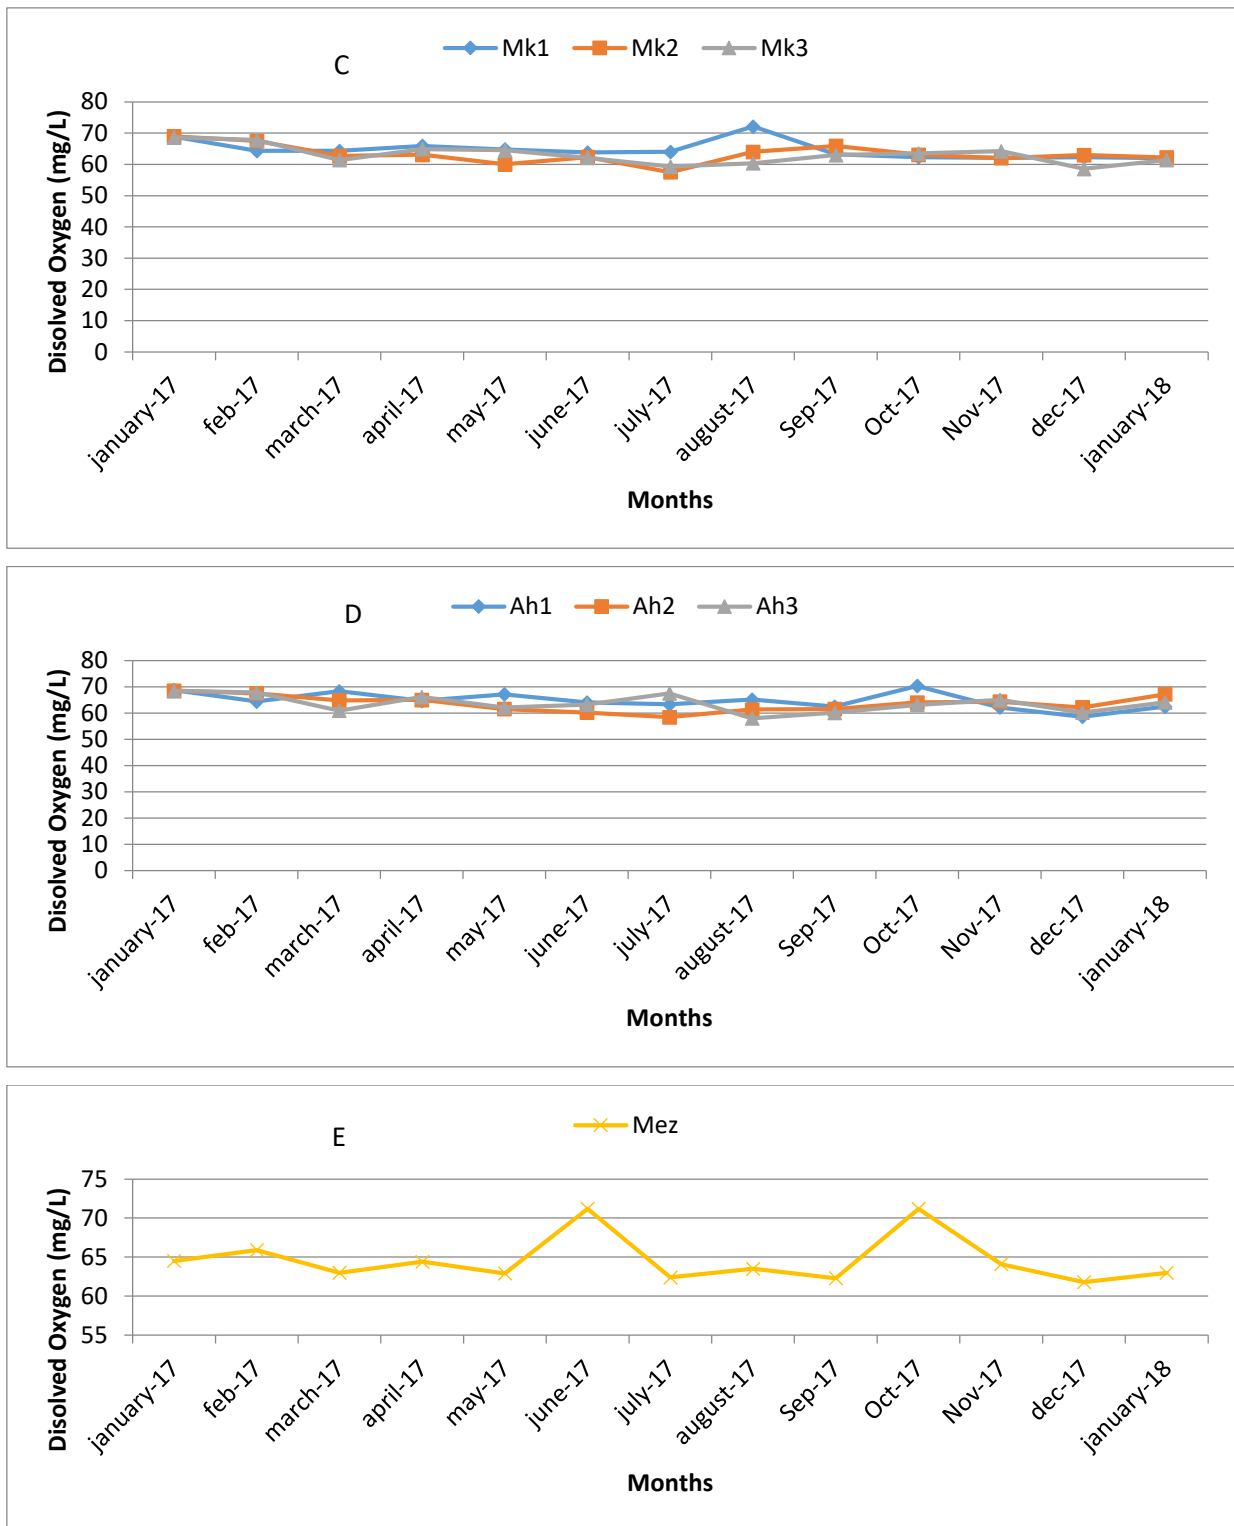 C
Mk1 Mk2 Mk3
Disolved Oxygen (mg/L)
80
70
60
50
40
30
20
10
0
january-17 feb-17 march-17 april-17 may-17 june-17 july-17 august-17 Sep-17 Oct-17 Nov-17 dec-17 january-18
Months
D
Ah1 Ah2 Ah3
Disolved Oxygen (mg/L)
80
70
60
50
40
30
20
10
0
january-17 feb-17 march-17 april-17 may-17 june-17 july-17 august-17 Sep-17 Oct-17 Nov-17 dec-17 january-18
Months
E
Mez
Disolved Oxygen (mg/L)
75
70
65
60
55
january-17 feb-17 march-17 april-17 may-17 june-17 july-17 august-17 Sep-17 Oct-17 Nov-17 dec-17 january-18
Months